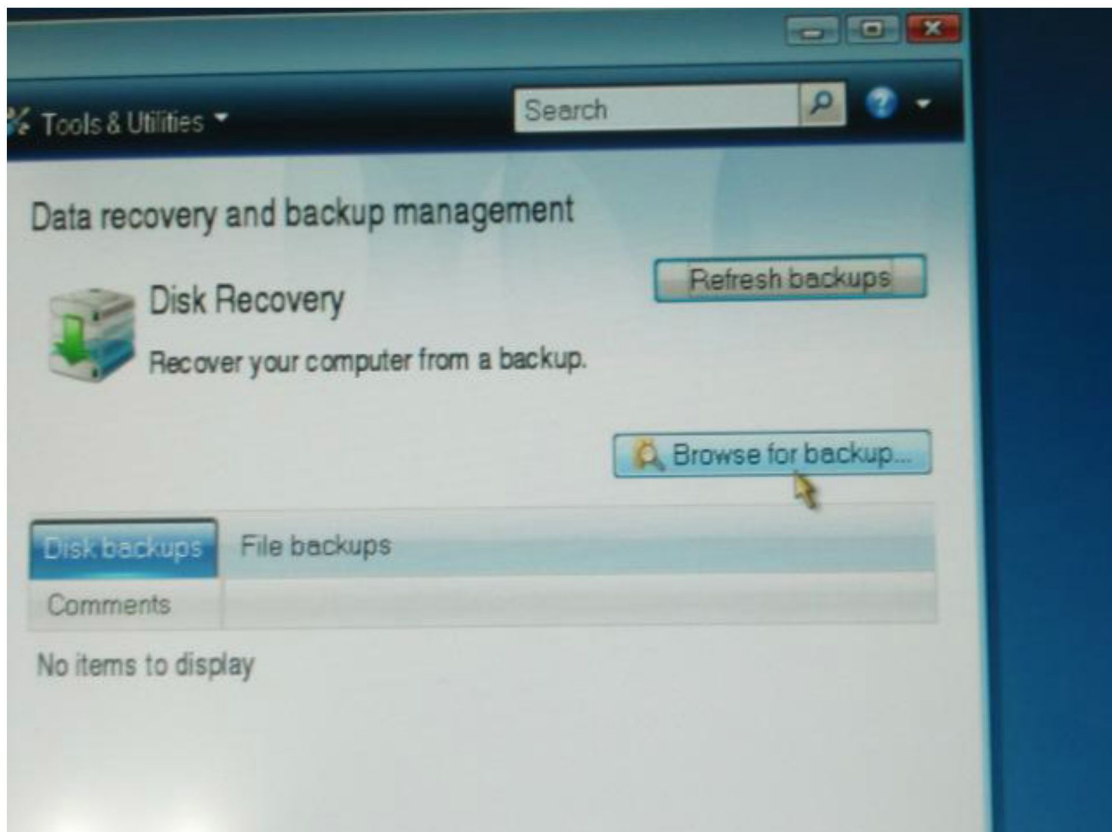 Tools & Utilities
Search
Data recovery and backup management
Refresh backups
Disk Recovery
Recover your computer from a backup.
Browse for backup...
Disk backups File backups
Comments
No items to display